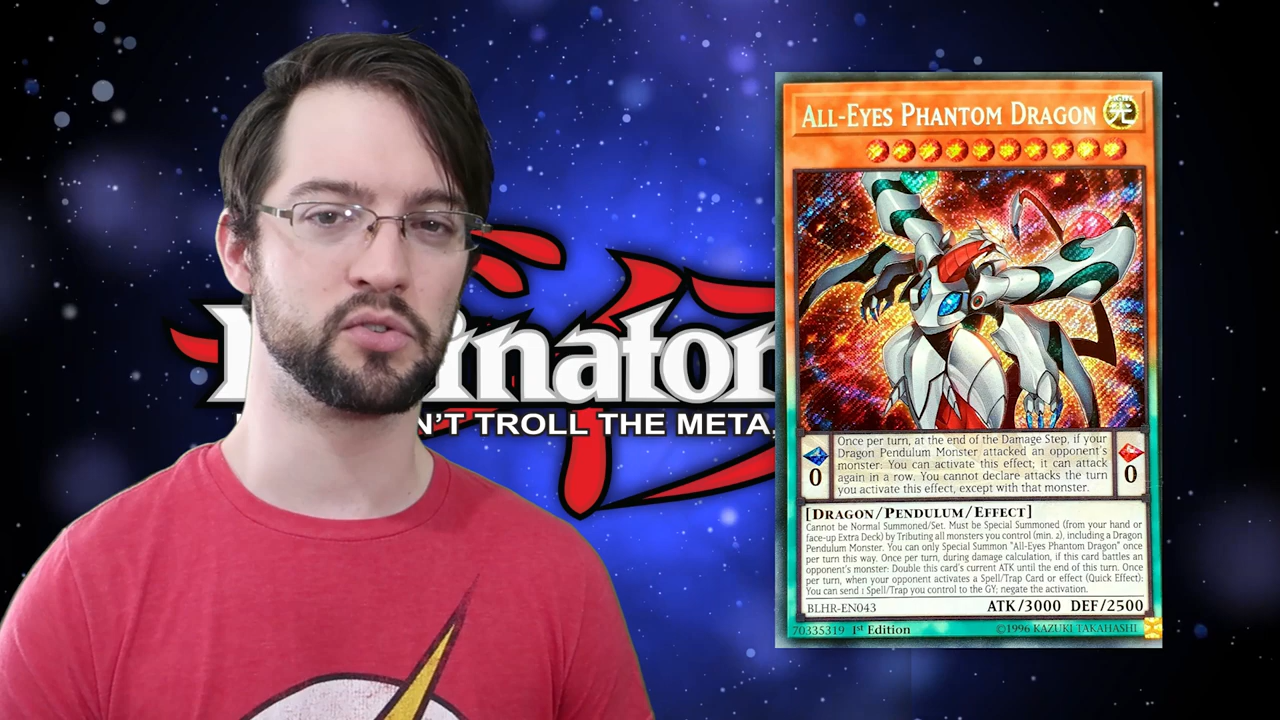 ALL-EYES PHANTOM DRAGON
LIGHT
光
inator
N'T TROLL THE META.
Once per turn, at the end of the Damage Step, if your
Dragon Pendulum Monster attacked an opponent's
monster: You can activate this effect; it can attack
again in a row. You cannot declare attacks the turn
you activate this effect, except with that monster.
0
0
[DRAGON/PENDULUM/EFFECT]
Cannot be Normal Summoned/Set. Must be Special Summoned (from your hand or
face-up Extra Deck) by Tributing all monsters you control (min. 2), including a Dragon
Pendulum Monster. You can only Special Summon "All-Eyes Phantom Dragon" once
per turn this way. Once per turn, during damage calculation, if this card battles an
opponent's monster: Double this card's current ATK until the end of this turn. Once
per turn, when your opponent activates a Spell/Trap Card or effect (Quick Effect):
You can send 1 Spell/Trap you control to the GY; negate the activation.
BLHR-EN043
ATK/3000 DEF/2500
70335319 1st Edition
©1996 KAZUKI TAKAHASHI